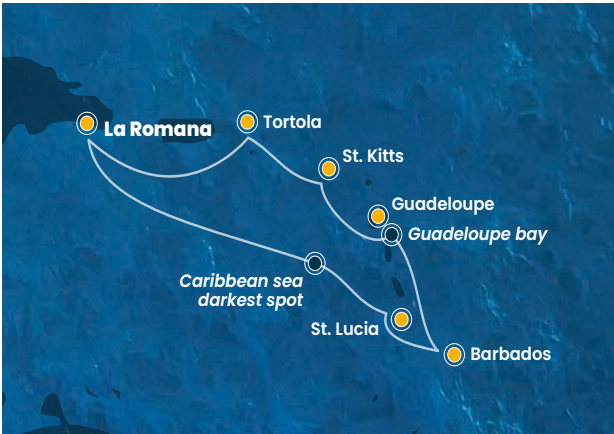 La Romana
Tortola
St. Kitts
Guadeloupe
Guadeloupe bay
Caribbean sea
darkest spot
St. Lucia
Barbados